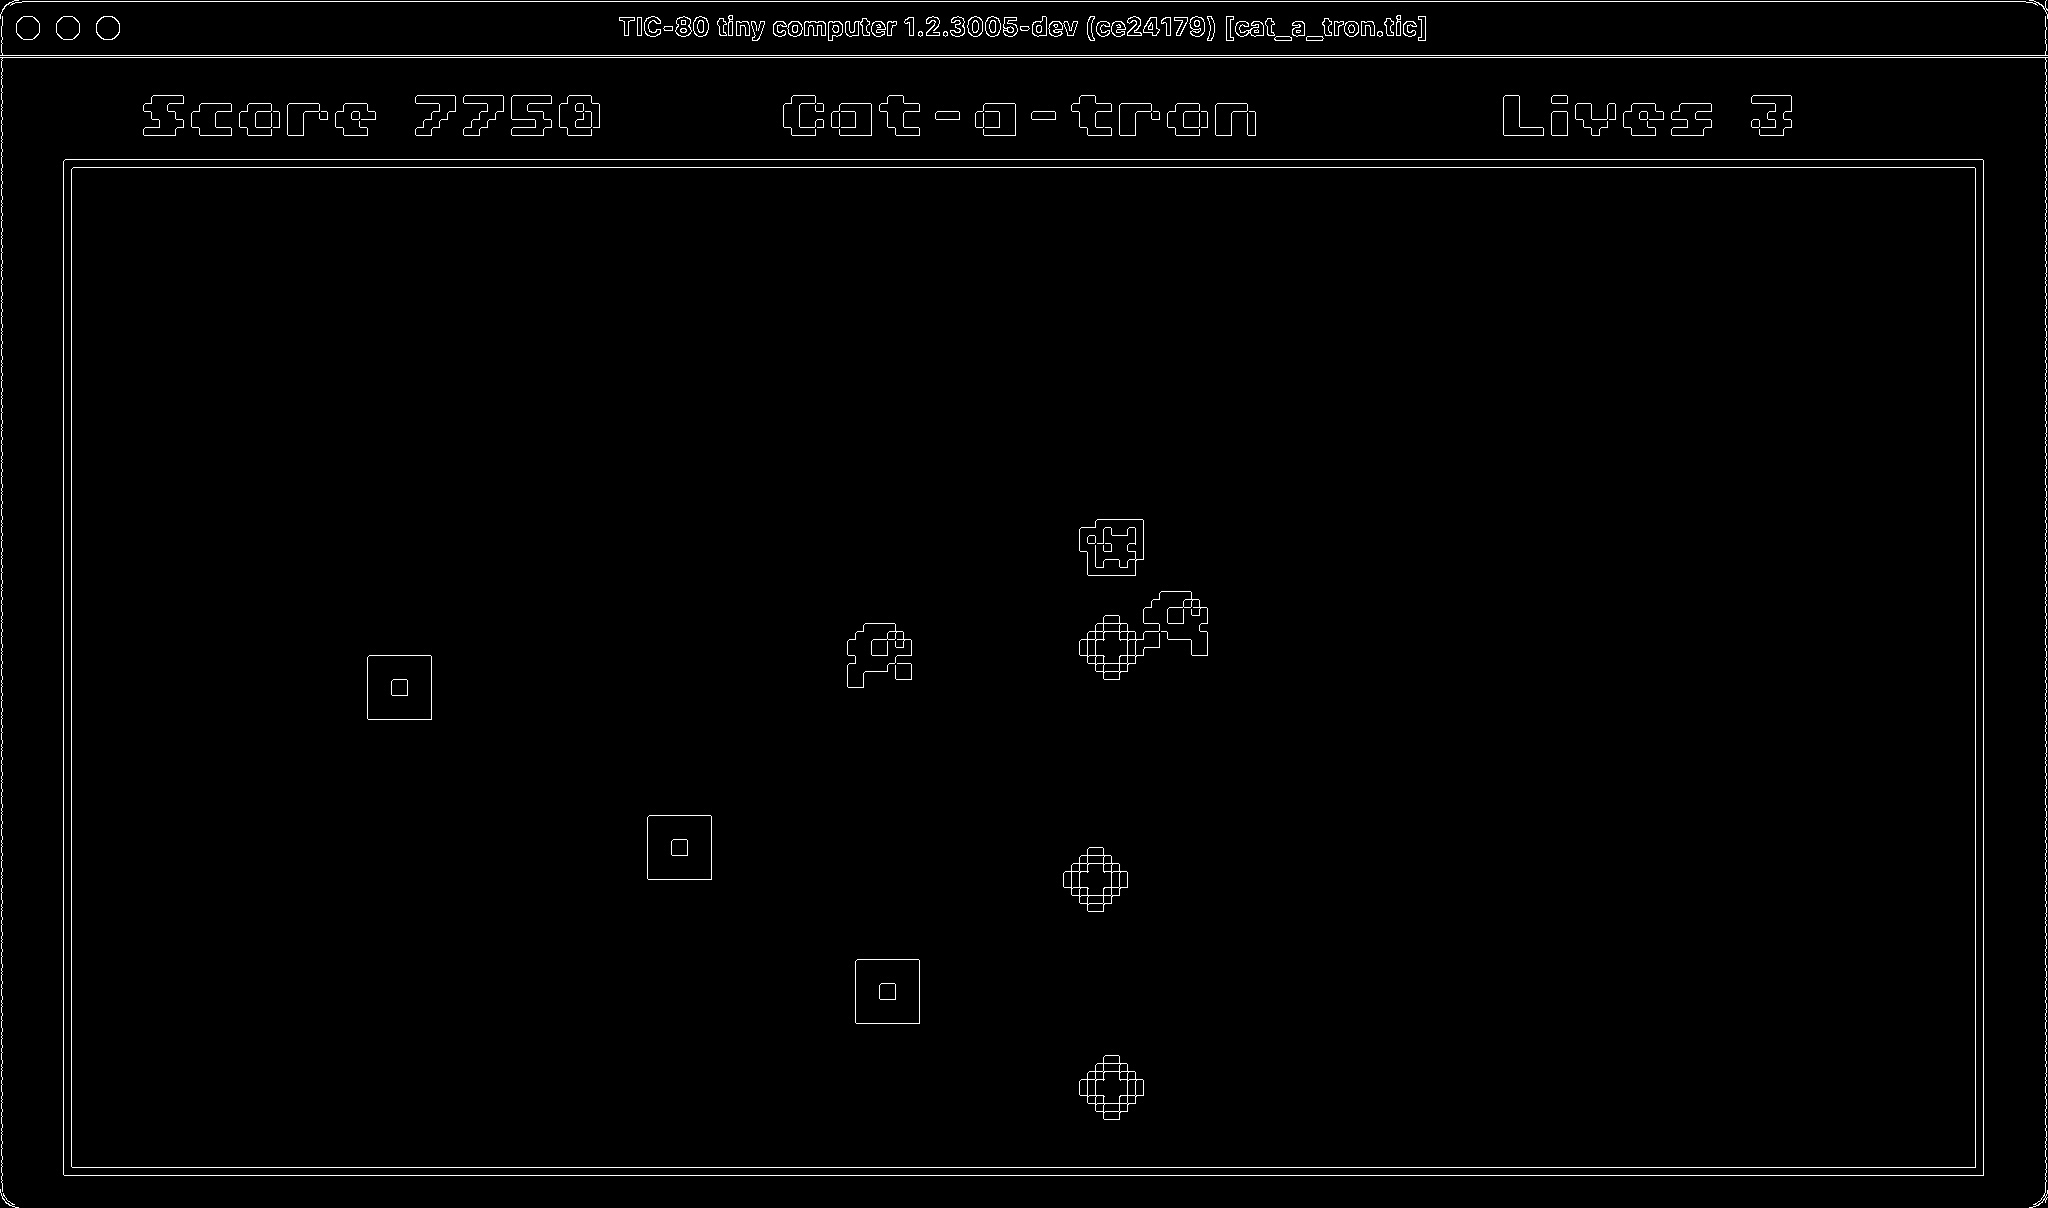 TIC-80 tiny computer 1.2.3005-dev (ce24179) [cat_a_tron.tic]
Score 7750 Cat-a-tron Lives 3